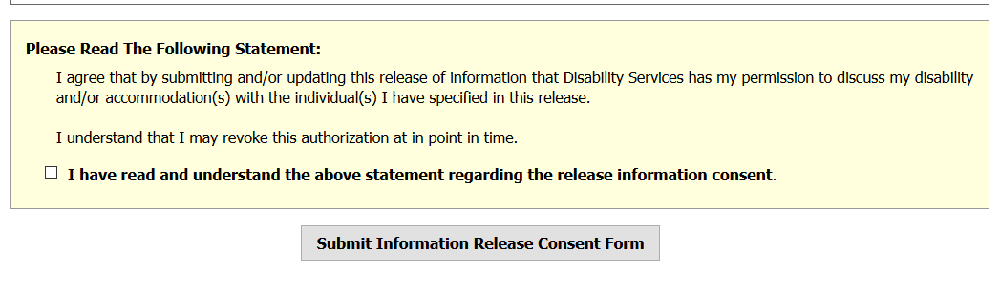 Please Read The Following Statement:
I agree that by submitting and/or updating this release of information that Disability Services has my permission to discuss my disability
and/or accommodation(s) with the individual(s) I have specified in this release.
I understand that I may revoke this authorization at in point in time.
I have read and understand the above statement regarding the release information consent.
Submit Information Release Consent Form